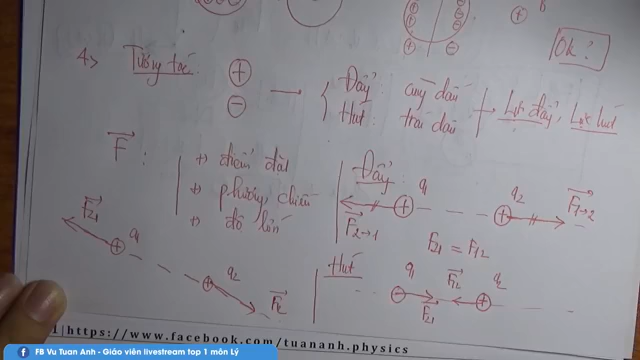 B
+
+ -
Ok?
4> Tương tác: + - → Đẩy: cùng dấu → Lực đẩy, Lực hút
Hút: trái dấu
F : + điểm đặt
+ phương, chiều
+ độ lớn
F21 q1 q2 F12
Đẩy q1 q2
F2→1 F1→2
F21 = F12
Hút
q1 F12 q2
F21
1|https://www.facebook.com/tuananh.physics
FB Vu Tuan Anh - Giáo viên livestream top 1 môn Lý